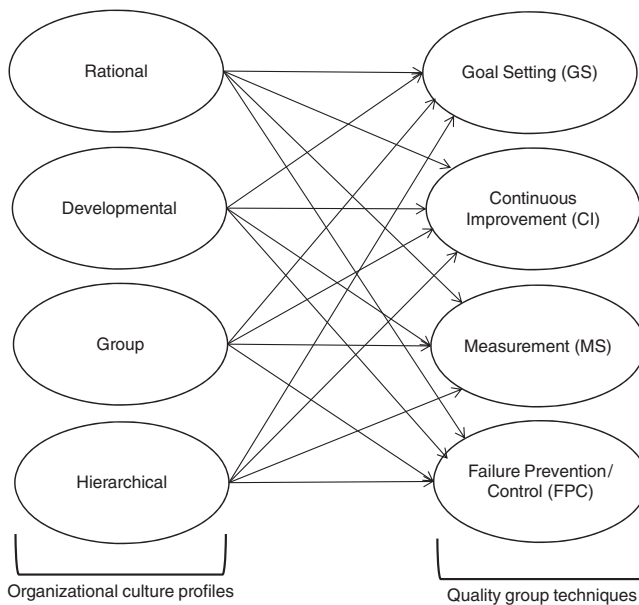 Rational
Goal Setting (GS)
Developmental
Continuous
Improvement (CI)
Group
Measurement (MS)
Hierarchical
Failure Prevention/
Control (FPC)
Organizational culture profiles
Quality group techniques